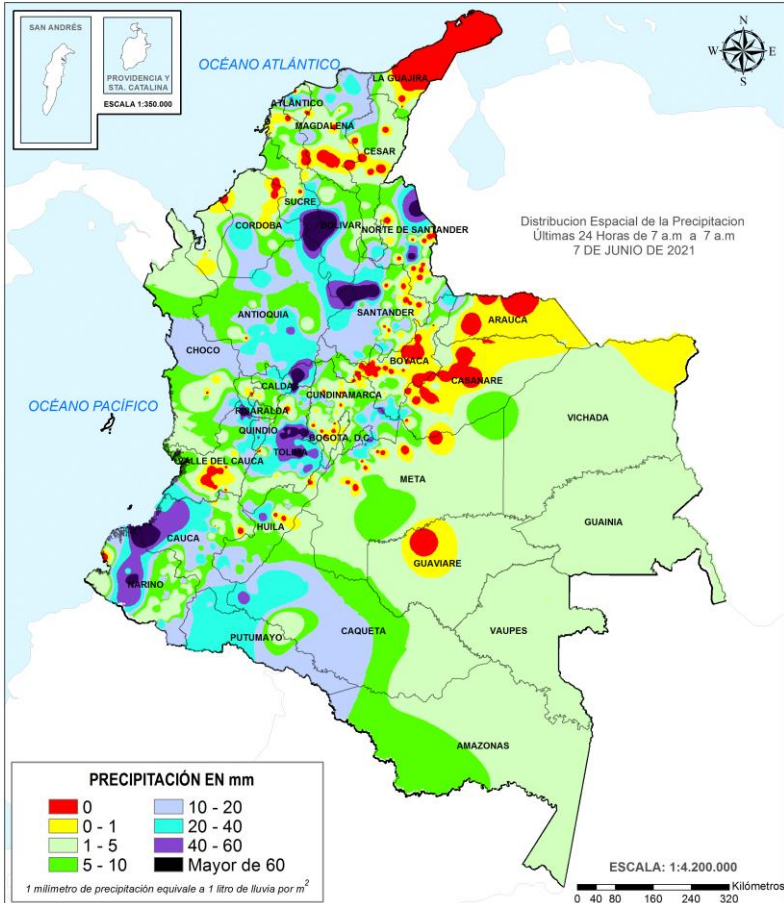 SAN ANDRÉS
PROVIDENCIA Y
STA. CATALINA
ESCALA 1:350.000
OCÉANO ATLÁNTICO
N
W
E
S
LA GUAJIRA
ATLÁNTICO
MAGDALENA
CESAR
SUCRE
CORDOBA
BOLIVAR
NORTE DE SANTANDER
Distribucion Espacial de la Precipitacion
Últimas 24 Horas de 7 a.m a 7 a.m
7 DE JUNIO DE 2021
ANTIOQUIA
SANTANDER
ARAUCA
CHOCO
BOYACA
CASANARE
CALDAS
CUNDINAMARCA
OCÉANO PACÍFICO
RISARALDA
VICHADA
QUINDIO
BOGOTA, D.C.
TOLIMA
VALLE DEL CAUCA
META
GUAINIA
HUILA
CAUCA
GUAVIARE
NARIÑO
CAQUETA
VAUPES
PUTUMAYO
AMAZONAS
PRECIPITACIÓN EN mm
0
10 - 20
0 - 1
20 - 40
1 - 5
40 - 60
5 - 10
Mayor de 60
1 milímetro de precipitación equivale a 1 litro de lluvia por m²
ESCALA: 1:4.200.000
Kilómetros
0 40 80 160 240 320